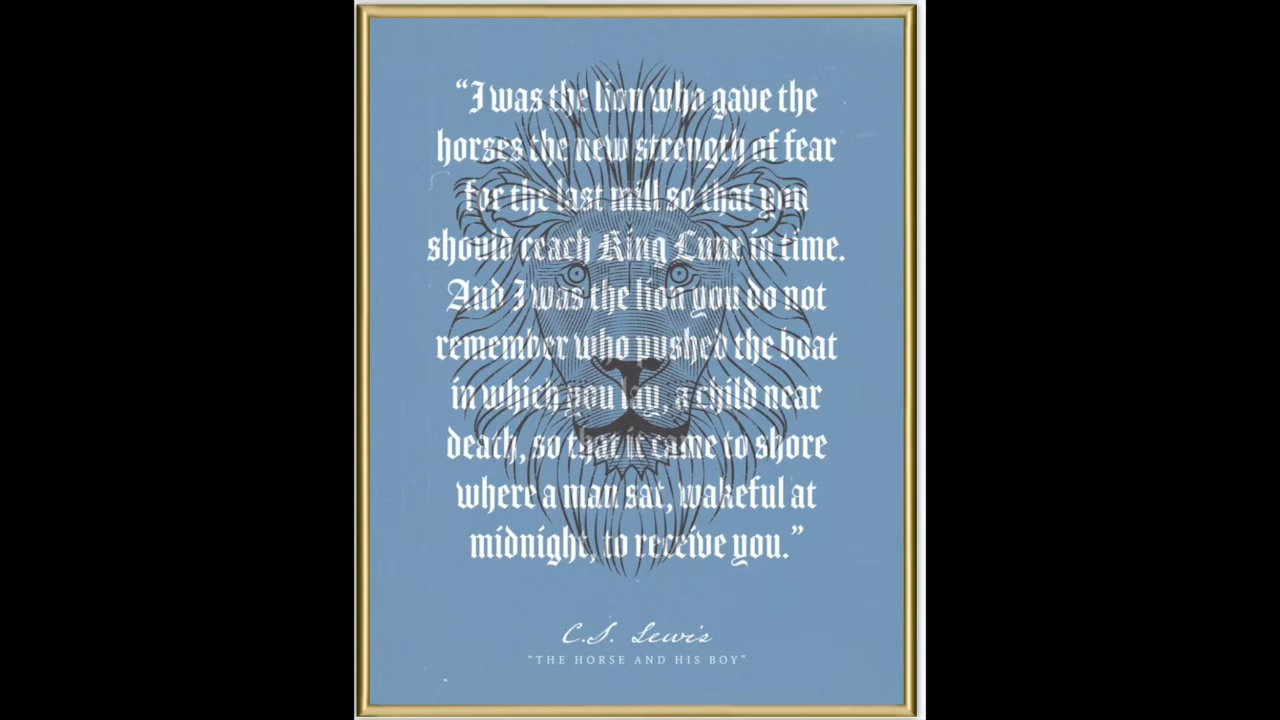 “I was the lion who gave the
horses the new strength of fear
for the last mill so that you
should reach King Lune in time.
And I was the lion you do not
remember who pushed the boat
in which you lay, a child near
death, so that it came to shore
where a man sat, wakeful at
midnight, to receive you.”
C.S. Lewis
“THE HORSE AND HIS BOY”